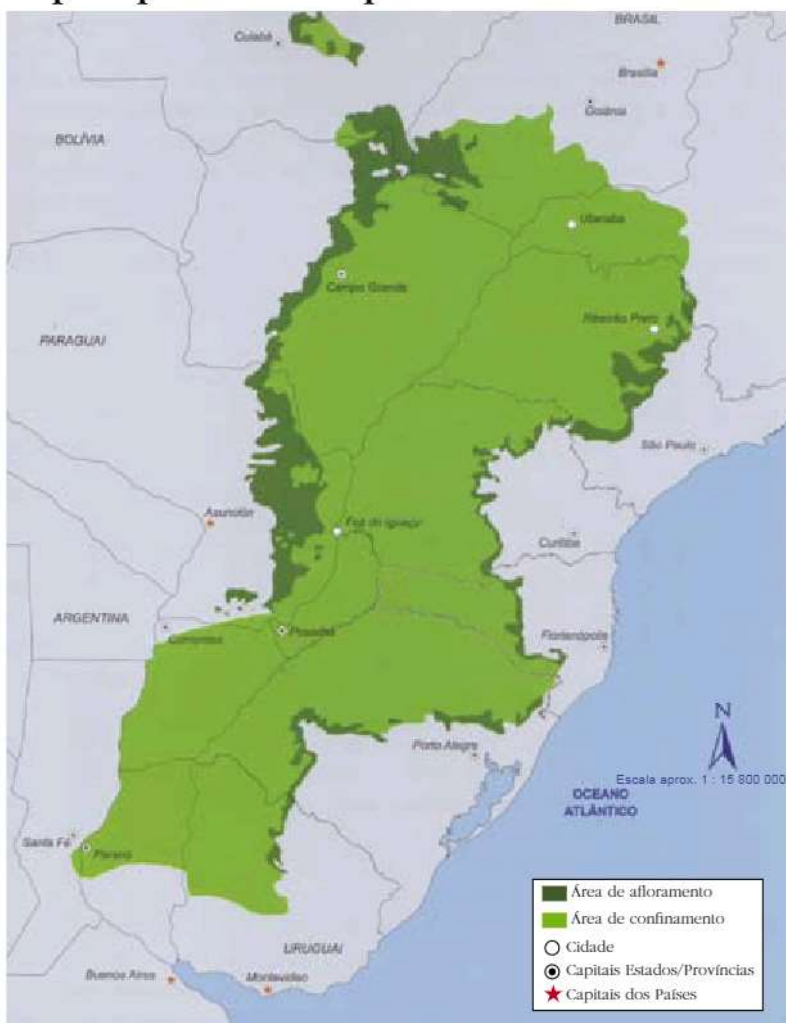 BRASIL
Cuiabá
Brasília
Goiânia
BOLÍVIA
Uberaba
Campo Grande
Ribeirão Preto
PARAGUAI
São Paulo
Asunción
Foz do Iguaçu
Curitiba
ARGENTINA
Corrientes
Posadas
Florianópolis
N
Porto Alegre
Escala aprox. 1 : 15 800 000
OCEANO
ATLÂNTICO
Santa Fé
Paraná
Área de afloramento
Área de confinamento
Cidade
URUGUAI
Capitais Estados/Províncias
Buenos Aires
Montevideo
Capitais dos Países